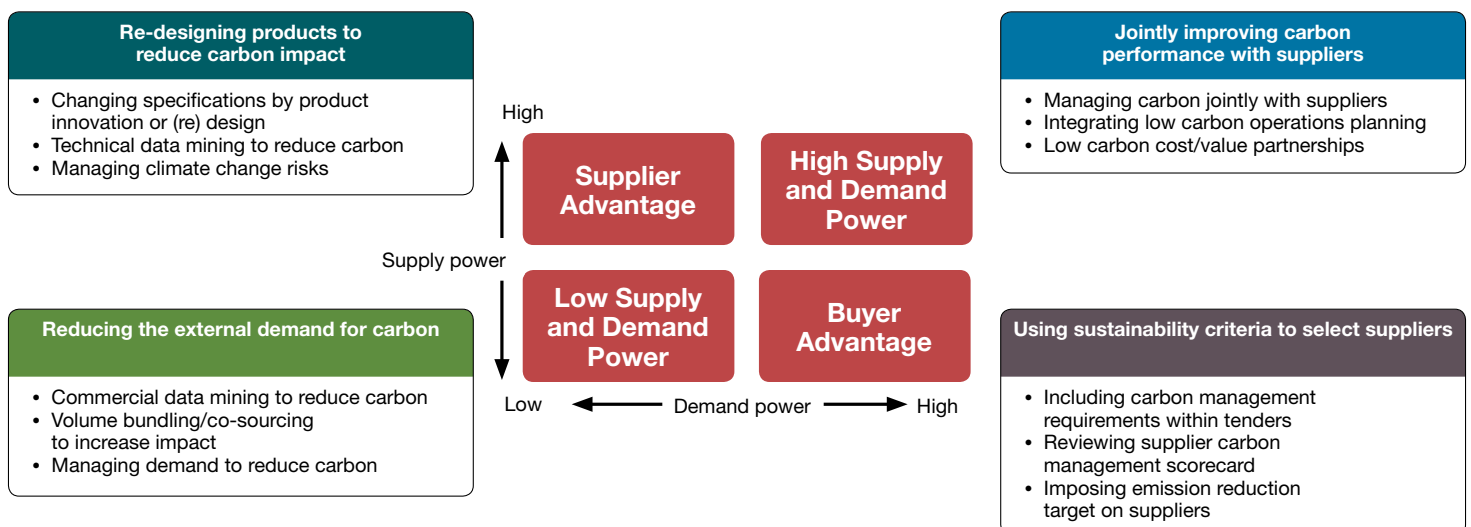 Re-designing products to
reduce carbon impact
• Changing specifications by product
innovation or (re) design
• Technical data mining to reduce carbon
• Managing climate change risks
Jointly improving carbon
performance with suppliers
• Managing carbon jointly with suppliers
• Integrating low carbon operations planning
• Low carbon cost/value partnerships
High
Supplier
Advantage
High Supply
and Demand
Power
Supply power
Low Supply
and Demand
Power
Buyer
Advantage
Low
Demand power
High
Reducing the external demand for carbon
• Commercial data mining to reduce carbon
• Volume bundling/co-sourcing
to increase impact
• Managing demand to reduce carbon
Using sustainability criteria to select suppliers
• Including carbon management
requirements within tenders
• Reviewing supplier carbon
management scorecard
• Imposing emission reduction
target on suppliers